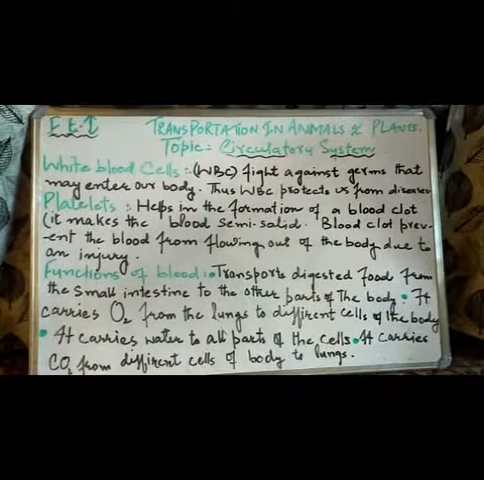 TRANSPORTATION IN ANIMALS & PLANTS.
Topic:- Circulatory System
White blood Cells :- (WBC) fight against germs that
may enter our body. Thus WBC protects us from diseases
Platelets : Helps in the formation of a blood clot
(it makes the blood semi-solid. Blood clot prev-
ent the blood from flowing out of the body due to
an injury.
Functions of blood :• Transports digested food from
the small intestine to the other parts of The body • It
carries O2 from the lungs to diffirent cells of the body
• It carries water to all parts of the cells • It carries
CO2 from diffirent cells of body to lungs.